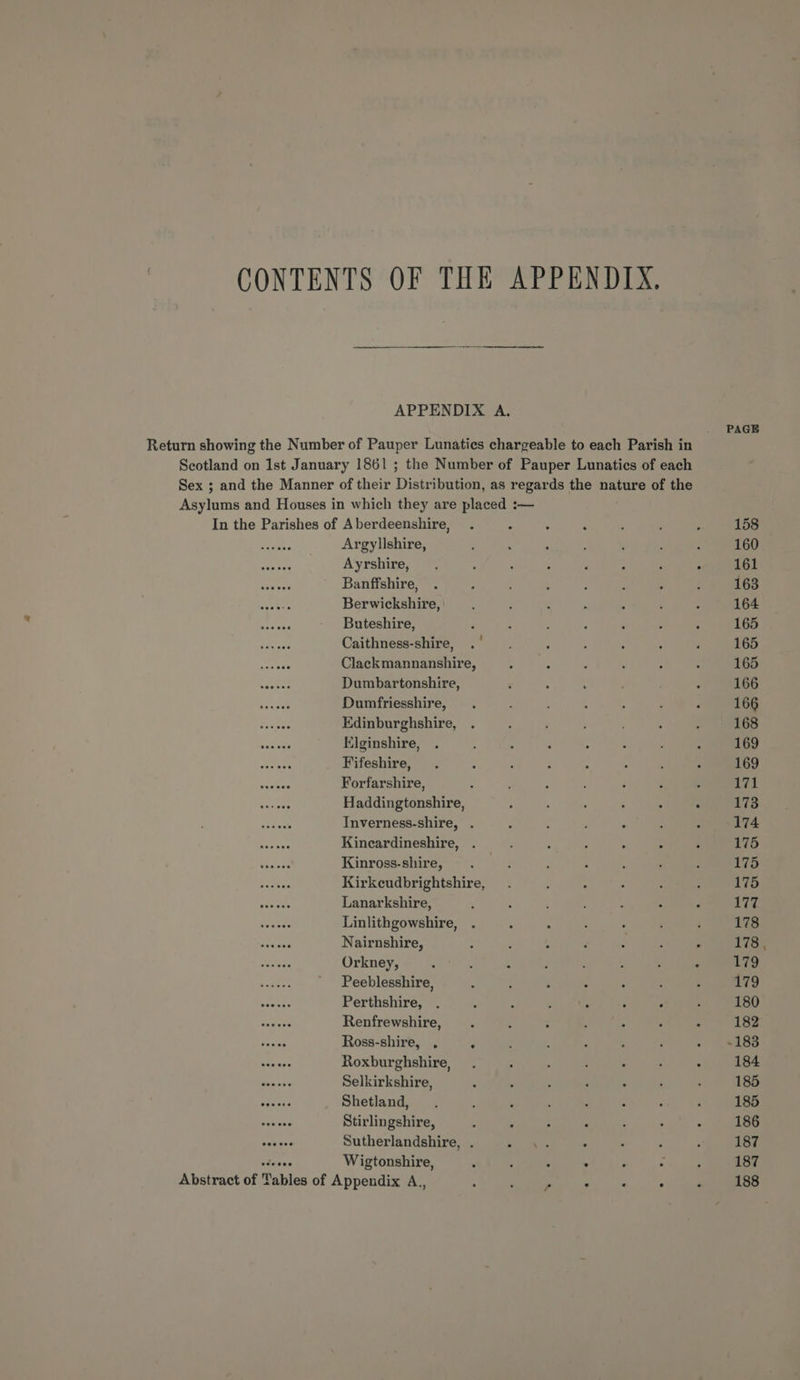 CONTENTS OF THE APPENDIX.
APPENDIX A.
PAGE
Return showing the Number of Pauper Lunatics chargeable to each Parish in
Scotland on 1st January 1861 ; the Number of Pauper Lunatics of each
Sex ; and the Manner of their Distribution, as regards the nature of the
Asylums and Houses in which they are placed :—
In the Parishes of Aberdeenshire, . . . . . . . 158
...... Argyllshire, . . . . . . . 160
...... Ayrshire, . . . . . . . . 161
...... Banffshire, . . . . . . . . 163
...... Berwickshire, . . . . . . . 164
...... Buteshire, . . . . . . . 165
...... Caithness-shire, . . . . . . . 165
...... Clackmannanshire, . . . . . . 165
...... Dumbartonshire, . . . . . . 166
...... Dumfriesshire, . . . . . . . 166
...... Edinburghshire, . . . . . . . 168
...... Elginshire, . . . . . . . . 169
...... Fifeshire, . . . . . . . . 169
...... Forfarshire, . . . . . . . 171
...... Haddingtonshire, . . . . . . 173
...... Inverness-shire, . . . . . . . 174
...... Kincardineshire, . . . . . . . 175
...... Kinross-shire, . . . . . . . 175
...... Kirkcudbrightshire, . . . . . . 175
...... Lanarkshire, . . . . . . . 177
...... Linlithgowshire, . . . . . . . 178
...... Nairnshire, . . . . . . . 178
...... Orkney, . . . . . . . . 179
...... Peeblesshire, . . . . . . . 179
...... Perthshire, . . . . . . . . 180
...... Renfrewshire, . . . . . . . 182
...... Ross-shire, . . . . . . . . 183
...... Roxburghshire, . . . . . . . 184
...... Selkirkshire, . . . . . . . 185
...... Shetland, . . . . . . . . 185
...... Stirlingshire, . . . . . . . 186
...... Sutherlandshire, . . . . . . . 187
...... Wigtonshire, . . . . . . . 187
Abstract of Tables of Appendix A., . . . . . . . 188